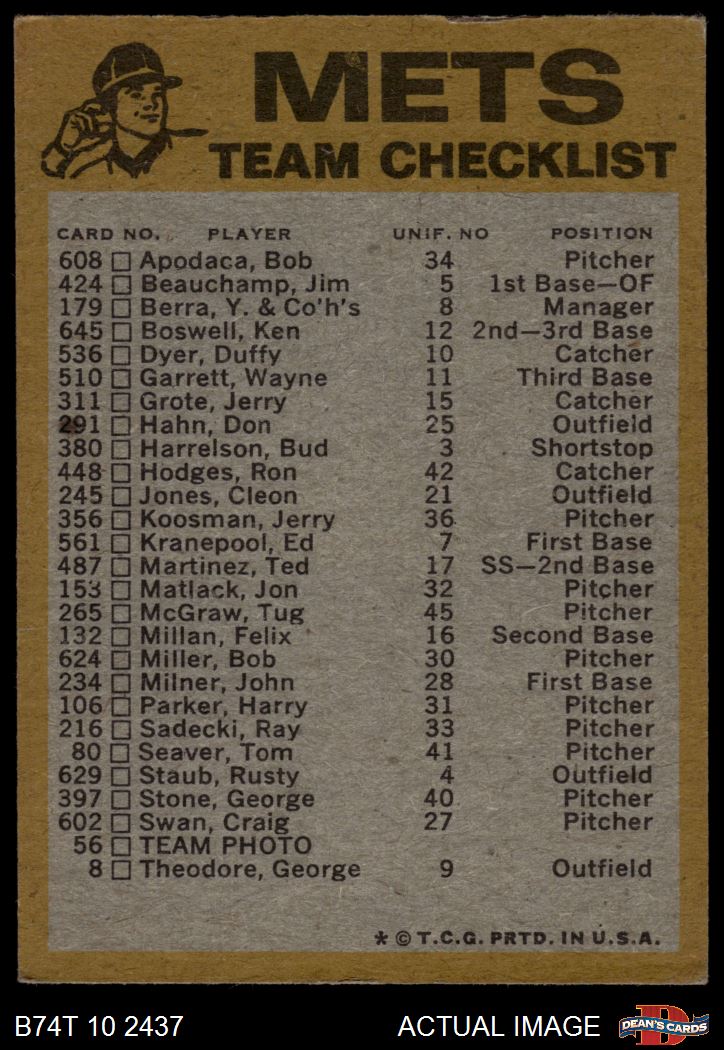 METS
TEAM CHECKLIST
CARD NO. PLAYER UNIF. NO POSITION
608 □ Apodaca, Bob 34 Pitcher
424 □ Beauchamp, Jim 5 1st Base—OF
179 □ Berra, Y. & Co'h's 8 Manager
645 □ Boswell, Ken 12 2nd—3rd Base
536 □ Dyer, Duffy 10 Catcher
510 □ Garrett, Wayne 11 Third Base
311 □ Grote, Jerry 15 Catcher
291 □ Hahn, Don 25 Outfield
380 □ Harrelson, Bud 3 Shortstop
448 □ Hodges, Ron 42 Catcher
245 □ Jones, Cleon 21 Outfield
356 □ Koosman, Jerry 36 Pitcher
561 □ Kranepool, Ed 7 First Base
487 □ Martinez, Ted 17 SS—2nd Base
153 □ Matlack, Jon 32 Pitcher
265 □ McGraw, Tug 45 Pitcher
132 □ Millan, Felix 16 Second Base
624 □ Miller, Bob 30 Pitcher
234 □ Milner, John 28 First Base
106 □ Parker, Harry 31 Pitcher
216 □ Sadecki, Ray 33 Pitcher
80 □ Seaver, Tom 41 Pitcher
629 □ Staub, Rusty 4 Outfield
397 □ Stone, George 40 Pitcher
602 □ Swan, Craig 27 Pitcher
56 □ TEAM PHOTO
8 □ Theodore, George 9 Outfield
* © T.C.G. PRTD. IN U.S.A.
B74T 10 2437 ACTUAL IMAGE DEAN'S CARDS